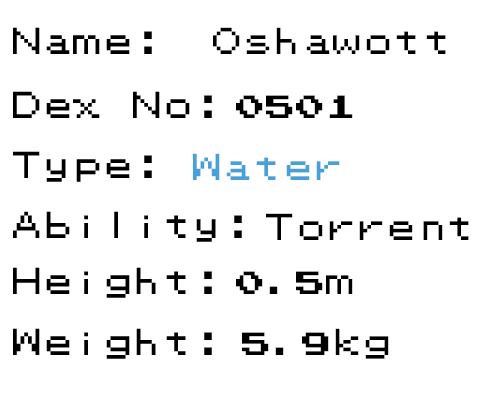 Name: Oshawott
Dex No: 0501
Type: Water
Ability: Torrent
Height: 0.5m
Weight: 5.9kg